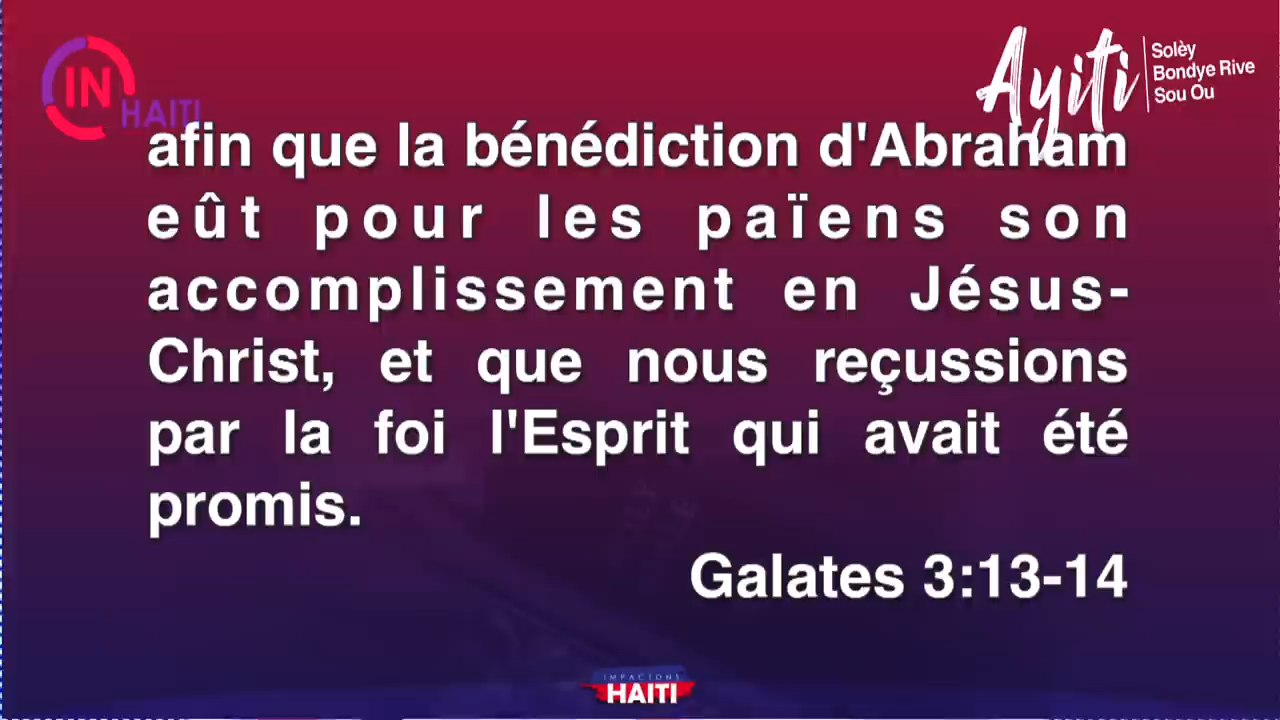 IN
HAITI
Ayiti
Solèy
Bondye Rive
Sou Ou
afin que la bénédiction d'Abraham
eût pour les païens son
accomplissement en Jésus-
Christ, et que nous reçussions
par la foi l'Esprit qui avait été
promis.
Galates 3:13-14
IMPACTONS
HAITI